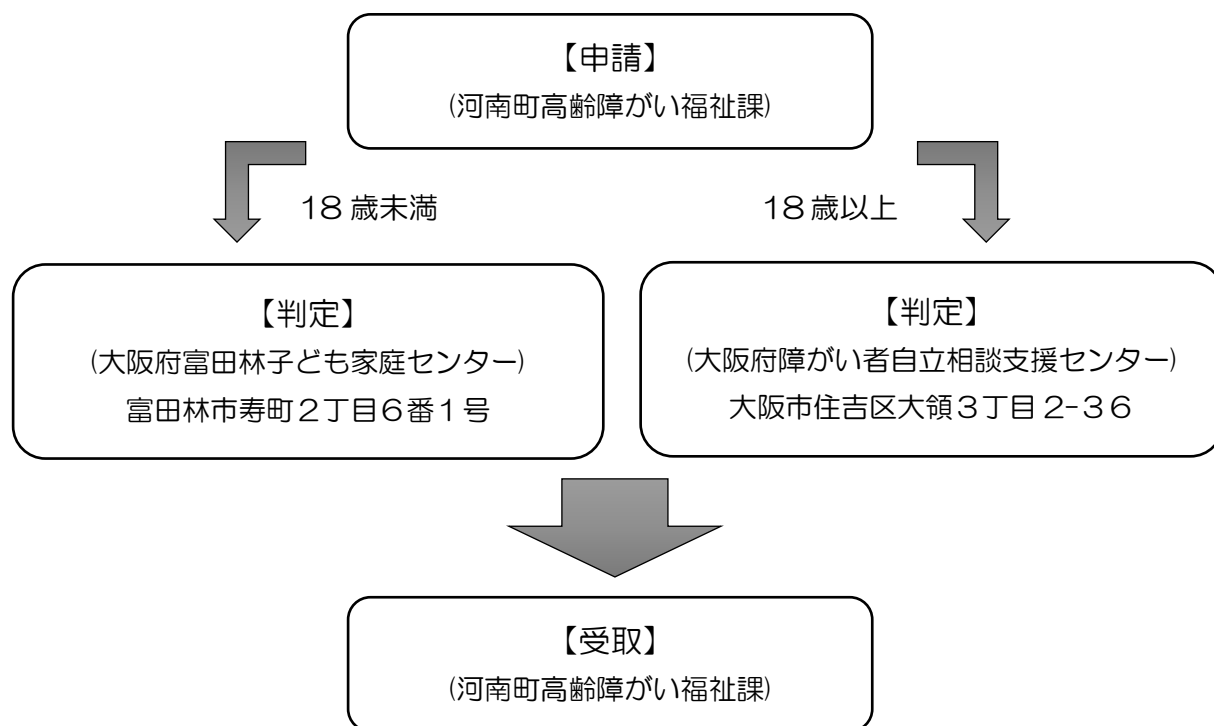 【申請】
(河南町高齢障がい福祉課)
18歳未満
18歳以上
【判定】
(大阪府富田林子ども家庭センター)
富田林市寿町2丁目6番1号
【判定】
(大阪府障がい者自立相談支援センター)
大阪市住吉区大領3丁目2-36
【受取】
(河南町高齢障がい福祉課)